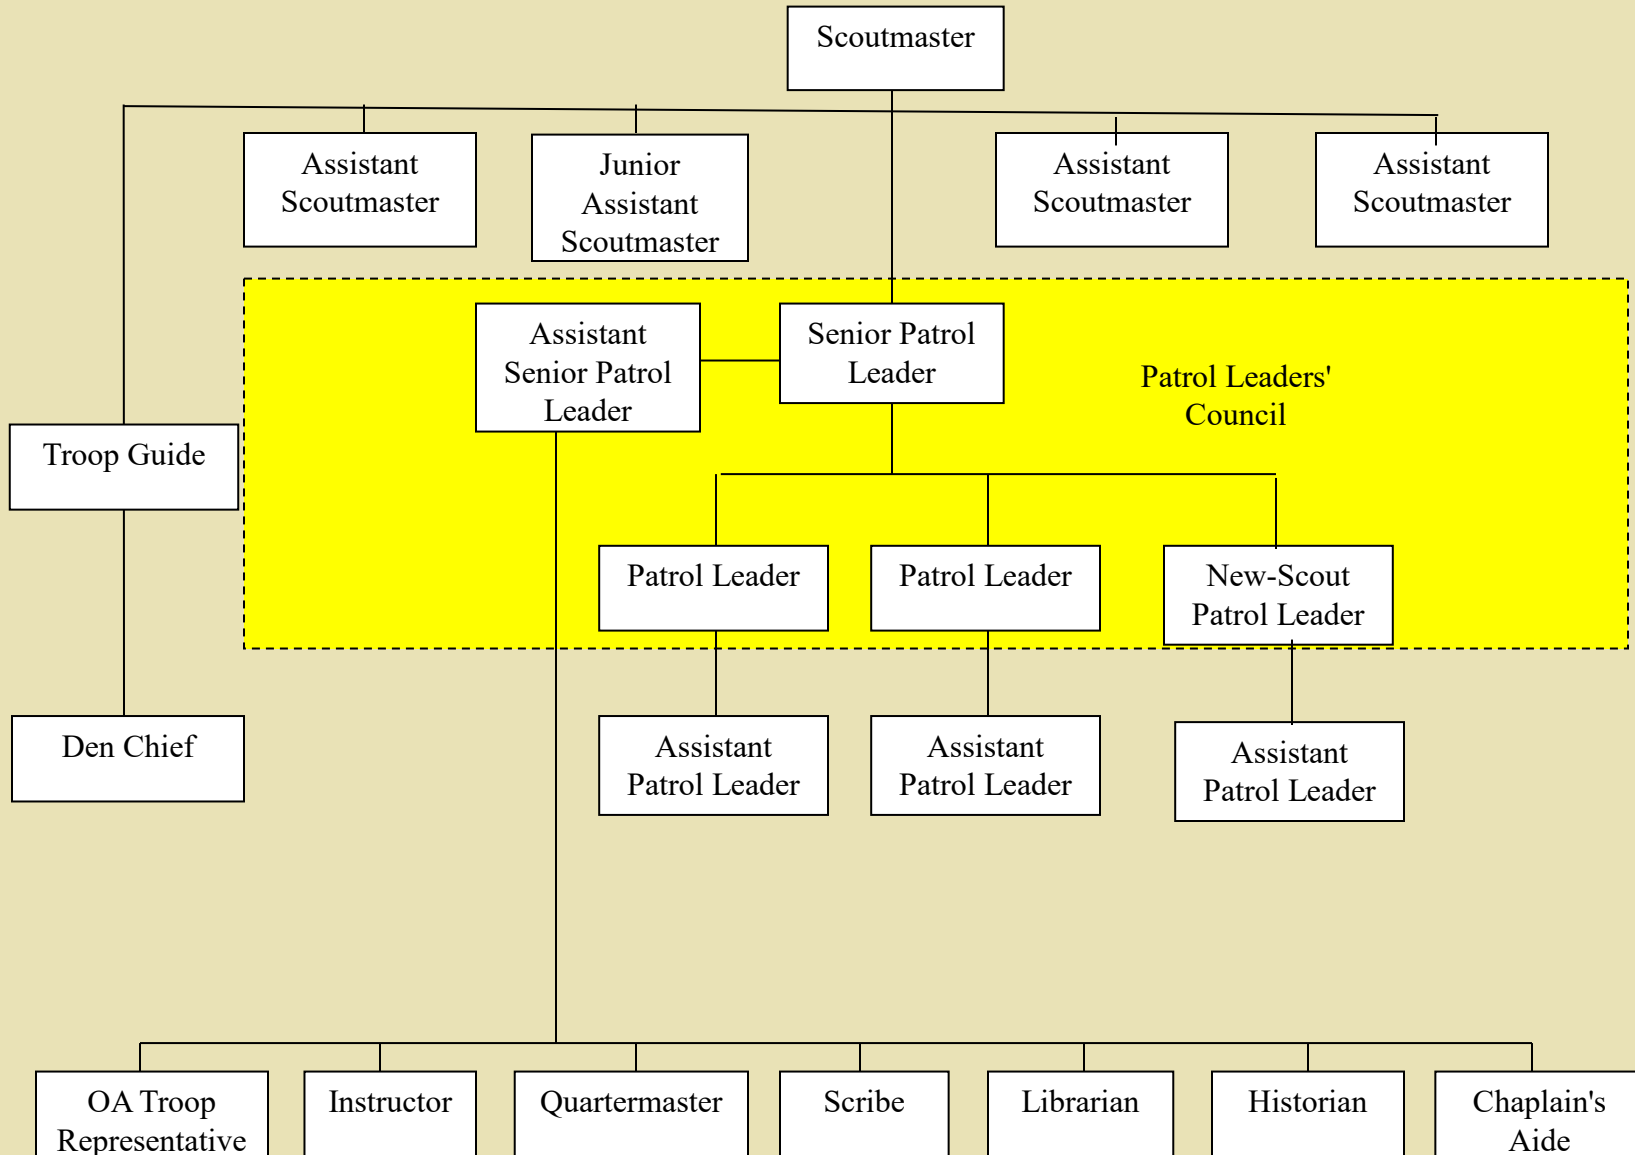 Scoutmaster
Assistant
Scoutmaster
Junior
Assistant
Scoutmaster
Assistant
Scoutmaster
Assistant
Scoutmaster
Assistant
Senior Patrol
Leader
Senior Patrol
Leader
Patrol Leaders'
Council
Troop Guide
Patrol Leader
Patrol Leader
New-Scout
Patrol Leader
Den Chief
Assistant
Patrol Leader
Assistant
Patrol Leader
Assistant
Patrol Leader
OA Troop
Representative
Instructor
Quartermaster
Scribe
Librarian
Historian
Chaplain's
Aide